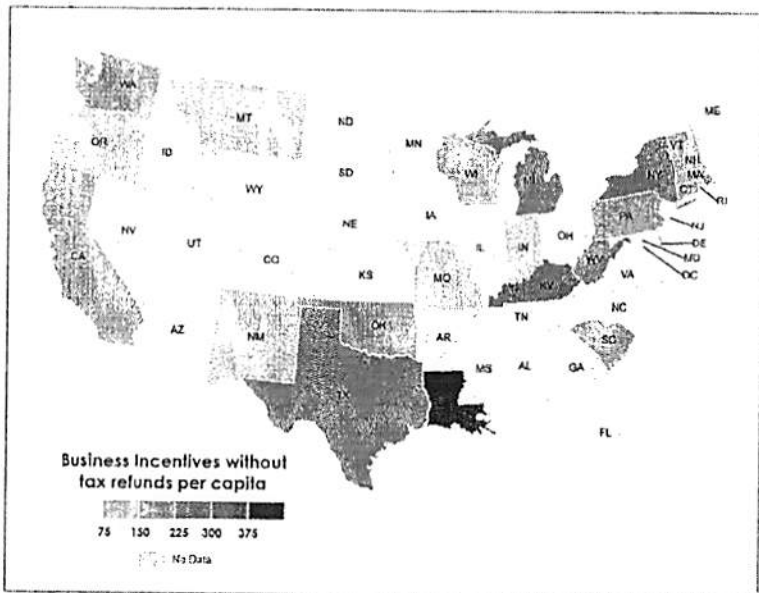 WA
ME
MT
ND
OR
MN
VT
ID
NH
SD
WI
NY
MA
WY
MI
CT
RI
IA
PA
NJ
NE
NV
OH
IL
IN
DE
UT
MD
CA
CO
WV
DC
VA
KS
MO
KY
NC
TN
OK
AZ
NM
AR
SC
MS
AL
GA
TX
FL
Business Incentives without
tax refunds per capita
75 150 225 300 375
No Data